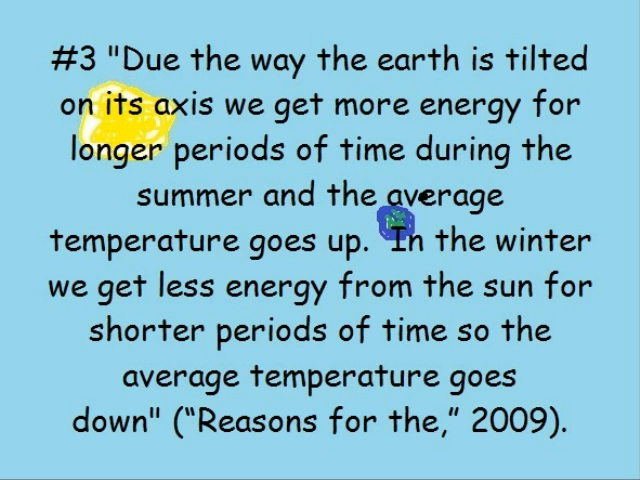 #3 "Due the way the earth is tilted
on its axis we get more energy for
longer periods of time during the
summer and the average
temperature goes up.  In the winter
we get less energy from the sun for
shorter periods of time so the
average temperature goes
down" (“Reasons for the,” 2009).